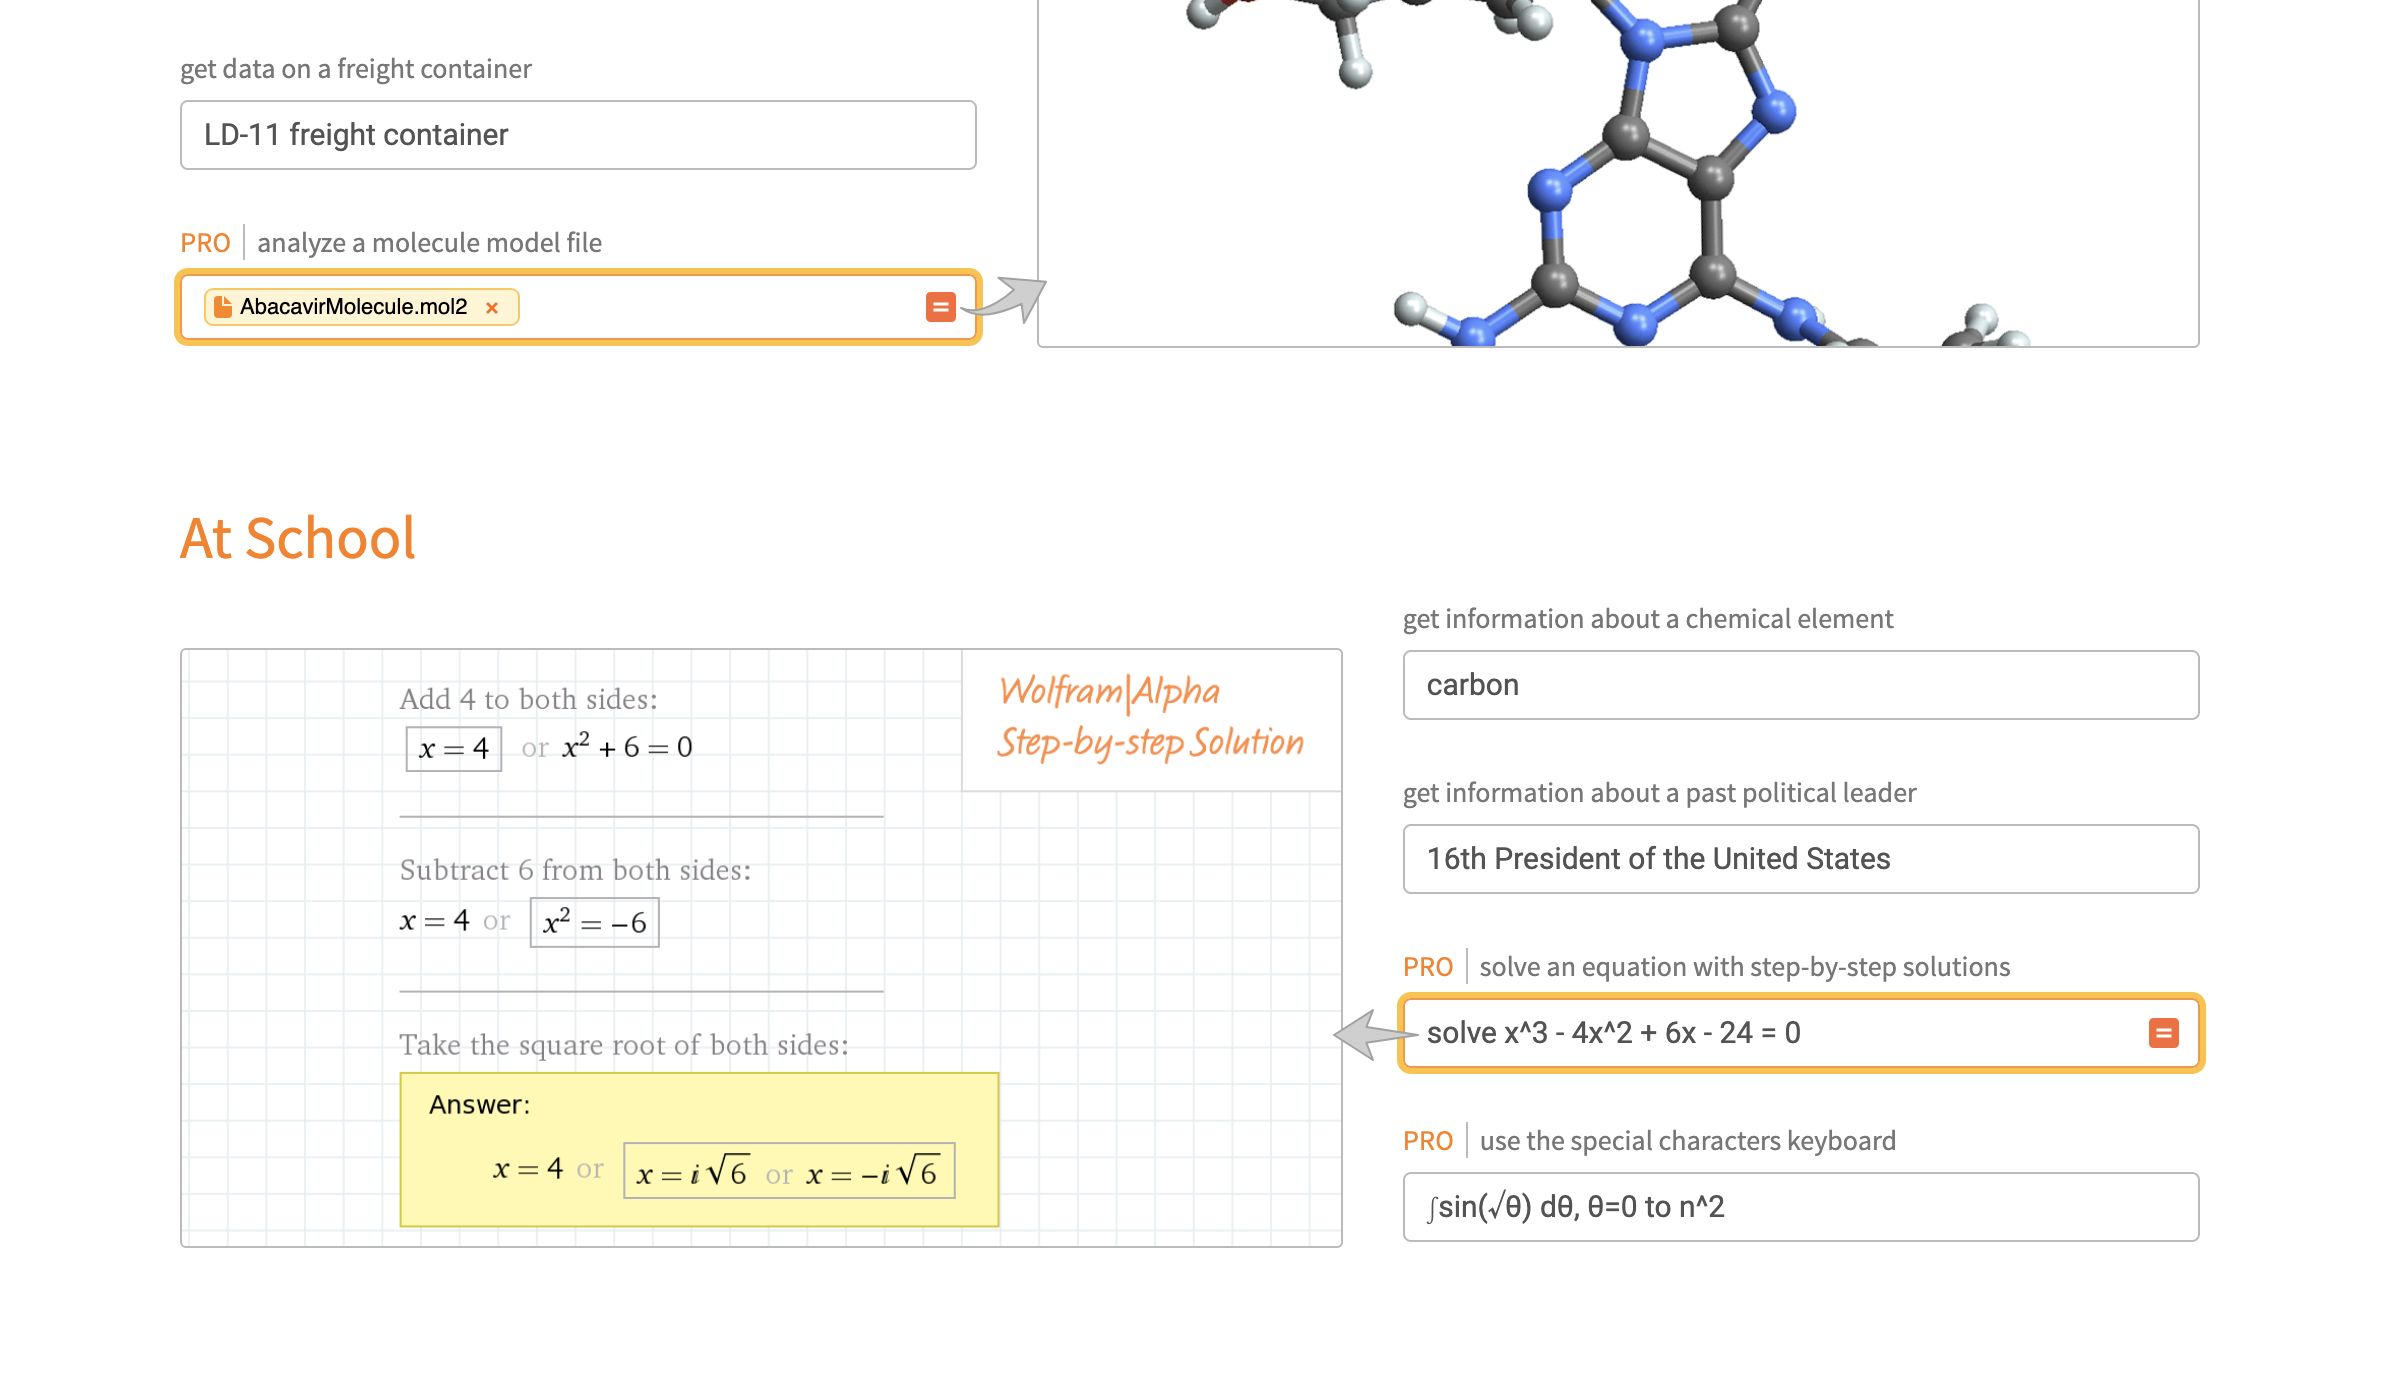 get data on a freight container
LD-11 freight container
PRO | analyze a molecule model file
AbacavirMolecule.mol2 ×
=
At School
Add 4 to both sides:
x = 4 or x² + 6 = 0
Subtract 6 from both sides:
x = 4 or x² = −6
Take the square root of both sides:
Answer:
x = 4 or x = i √6 or x = −i √6
Wolfram|Alpha
Step-by-step Solution
get information about a chemical element
carbon
get information about a past political leader
16th President of the United States
PRO | solve an equation with step-by-step solutions
solve x^3 - 4x^2 + 6x - 24 = 0
=
PRO | use the special characters keyboard
∫sin(√θ) dθ, θ=0 to n^2